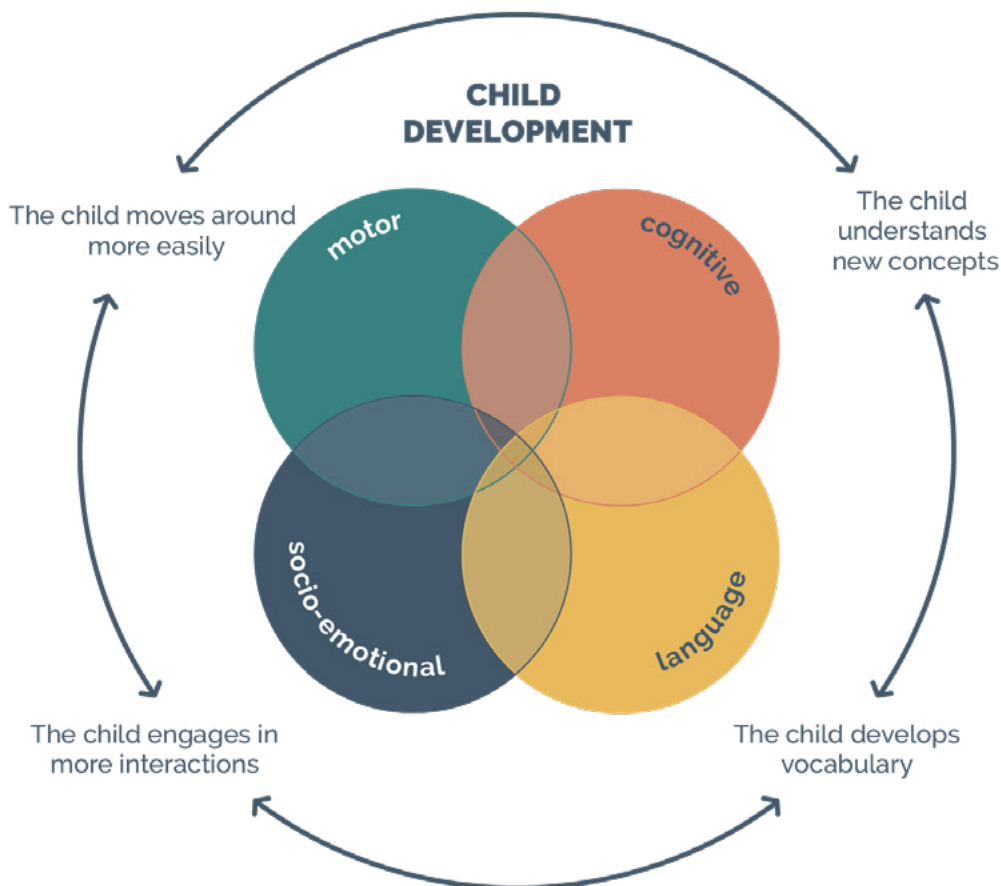 CHILD
DEVELOPMENT
The child moves around
more easily
motor
cognitive
The child
understands
new concepts
socio-emotional
language
The child engages in
more interactions
The child develops
vocabulary